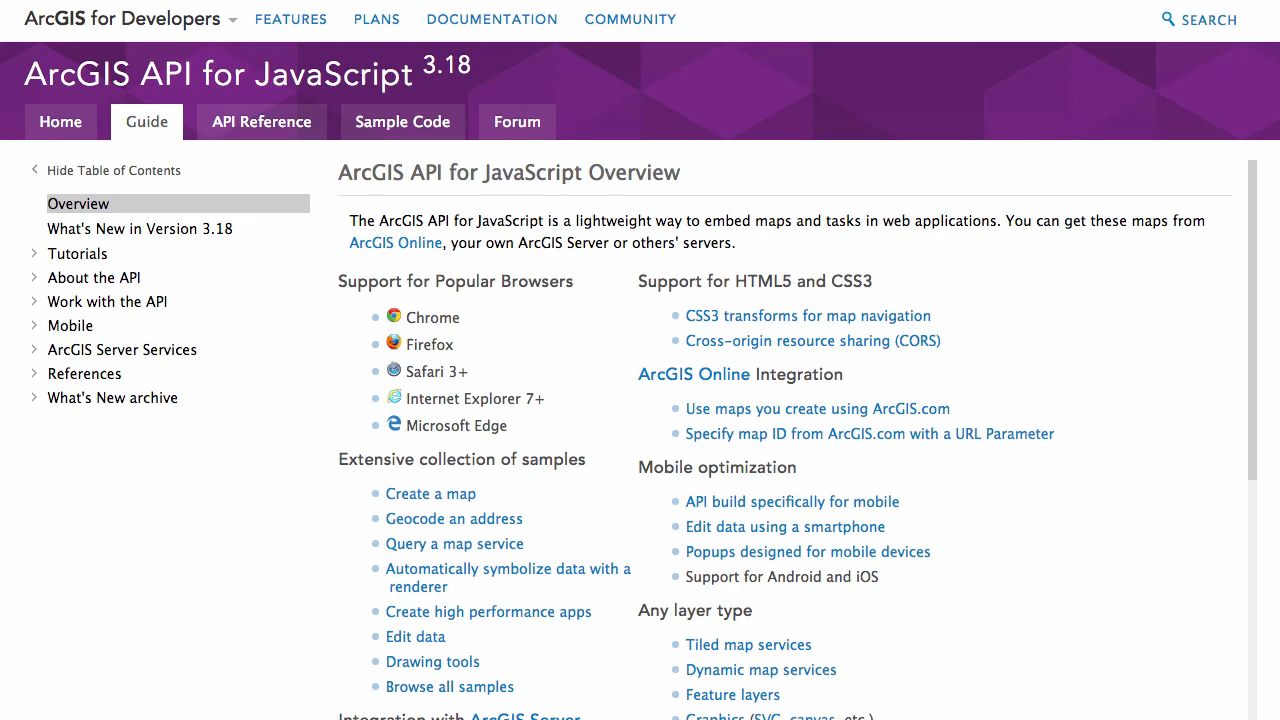 ArcGIS for Developers FEATURES PLANS DOCUMENTATION COMMUNITY SEARCH
ArcGIS API for JavaScript 3.18
Home Guide API Reference Sample Code Forum
Hide Table of Contents
Overview
What's New in Version 3.18
Tutorials
About the API
Work with the API
Mobile
ArcGIS Server Services
References
What's New archive
ArcGIS API for JavaScript Overview
The ArcGIS API for JavaScript is a lightweight way to embed maps and tasks in web applications. You can get these maps from
ArcGIS Online, your own ArcGIS Server or others' servers.
Support for Popular Browsers
Chrome
Firefox
Safari 3+
Internet Explorer 7+
Microsoft Edge
Extensive collection of samples
Create a map
Geocode an address
Query a map service
Automatically symbolize data with a
renderer
Create high performance apps
Edit data
Drawing tools
Browse all samples
Integration with ArcGIS Server
Support for HTML5 and CSS3
CSS3 transforms for map navigation
Cross-origin resource sharing (CORS)
ArcGIS Online Integration
Use maps you create using ArcGIS.com
Specify map ID from ArcGIS.com with a URL Parameter
Mobile optimization
API build specifically for mobile
Edit data using a smartphone
Popups designed for mobile devices
Support for Android and iOS
Any layer type
Tiled map services
Dynamic map services
Feature layers
Graphics (SVG, canvas, etc.)